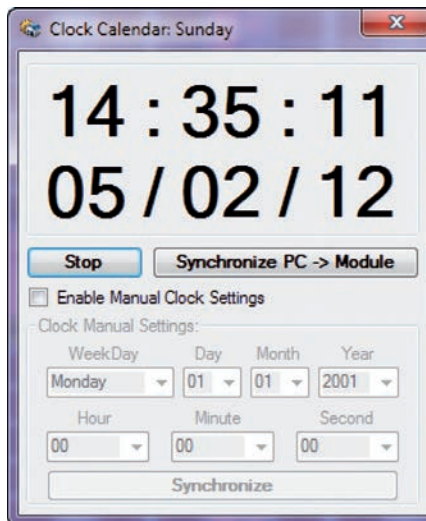 Clock Calendar: Sunday
14 : 35 : 11
05 / 02 / 12
Stop Synchronize PC -> Module
Enable Manual Clock Settings
Clock Manual Settings:
WeekDay Day Month Year
Monday 01 01 2001
Hour Minute Second
00 00 00
Synchronize